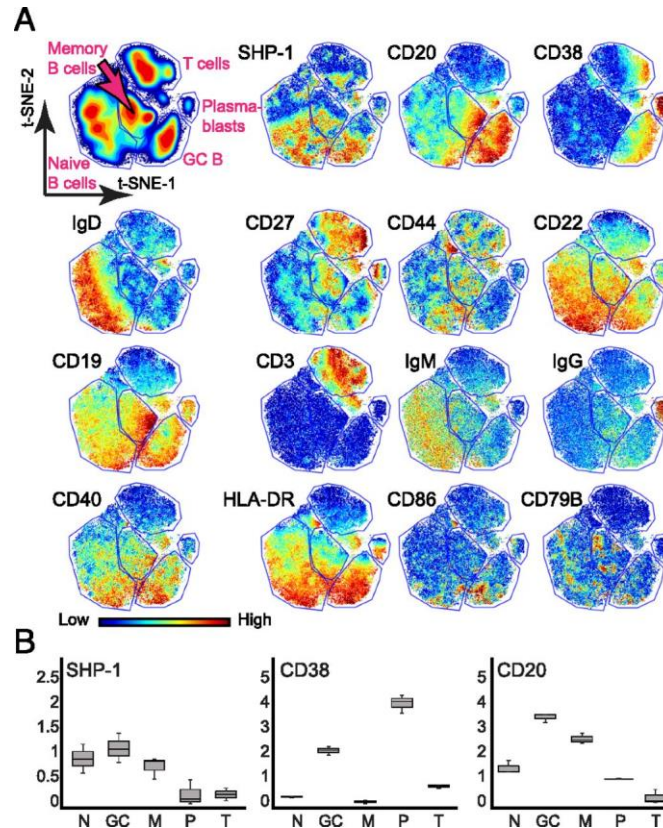 A
Memory
B cells
T cells
Plasma-
blasts
GC B
Naive
B cells
t-SNE-2
t-SNE-1
SHP-1
CD20
CD38
IgD
CD27
CD44
CD22
CD19
CD3
IgM
IgG
CD40
HLA-DR
CD86
CD79B
Low
High
B
SHP-1
2.5
2
1.5
1
0.5
0
N GC M P T
CD38
5
4
3
2
1
0
N GC M P T
CD20
5
4
3
2
1
0
N GC M P T